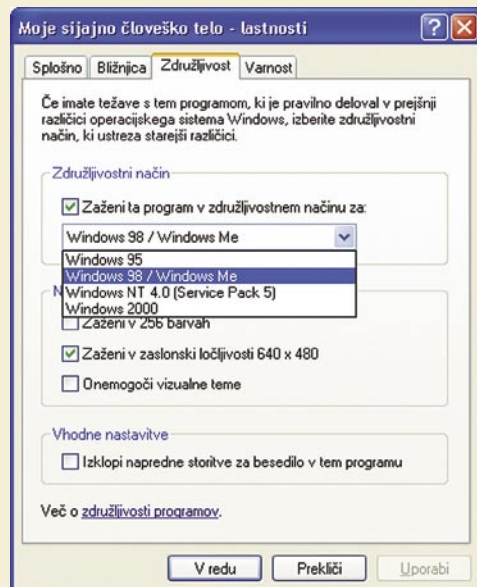 Moje sijajno človeško telo - lastnosti
Splošno Bližnjica Združljivost Varnost
Če imate težave s tem programom, ki je pravilno deloval v prejšnji
različici operacijskega sistema Windows, izberite združljivostni
način, ki ustreza starejši različici.
Združljivostni način
Zaženi ta program v združljivostnem načinu za:
Windows 98 / Windows Me
Windows 95
Windows 98 / Windows Me
Windows NT 4.0 (Service Pack 5)
Windows 2000
Zaženi v 256 barvah
Zaženi v zaslonski ločljivosti 640 x 480
Onemogoči vizualne teme
Vhodne nastavitve
Izklopi napredne storitve za besedilo v tem programu
Več o združljivosti programov.
V redu Prekliči Uporabi